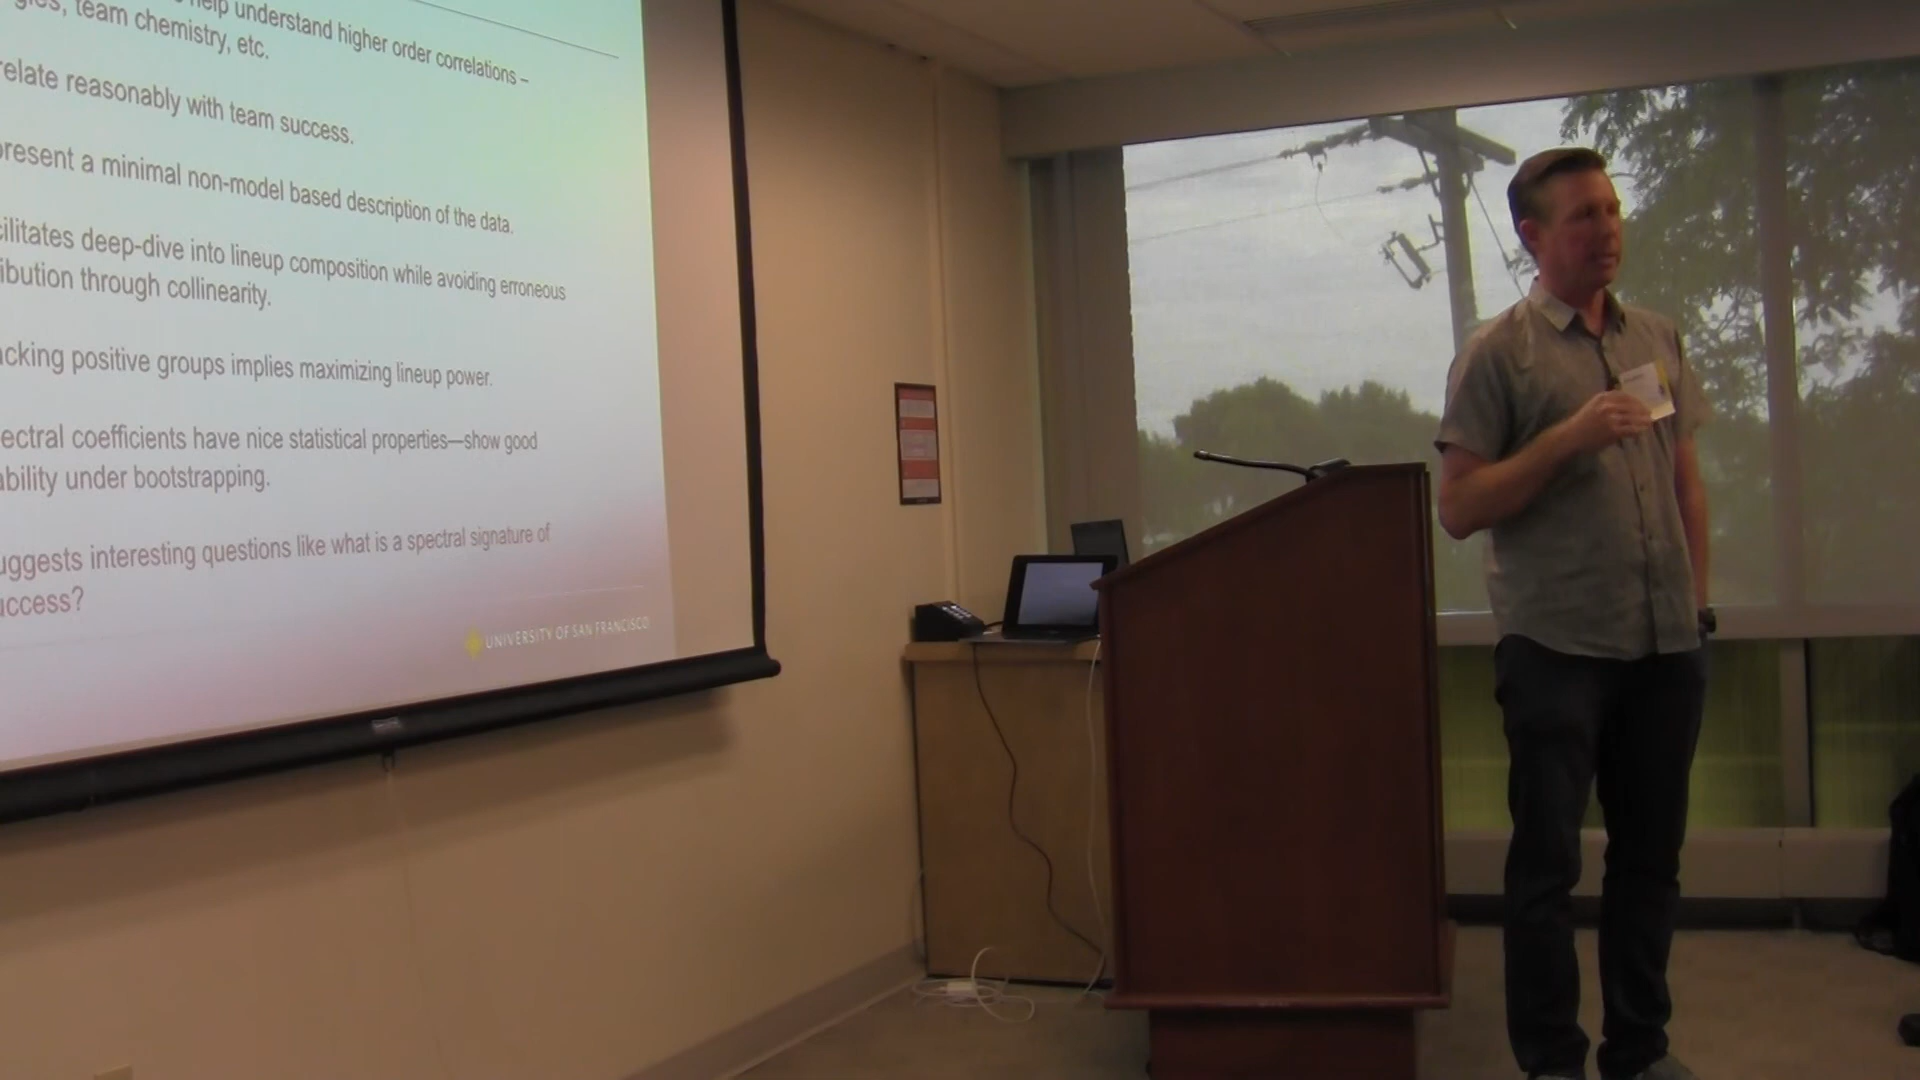 help understand higher order correlations –
team chemistry, etc.
relate reasonably with team success.
present a minimal non-model based description of the data.
cilitates deep-dive into lineup composition while avoiding erroneous
ibution through collinearity.
acking positive groups implies maximizing lineup power.
ectral coefficients have nice statistical properties—show good
ability under bootstrapping.
uggests interesting questions like what is a spectral signature of
uccess?
UNIVERSITY OF SAN FRANCISCO